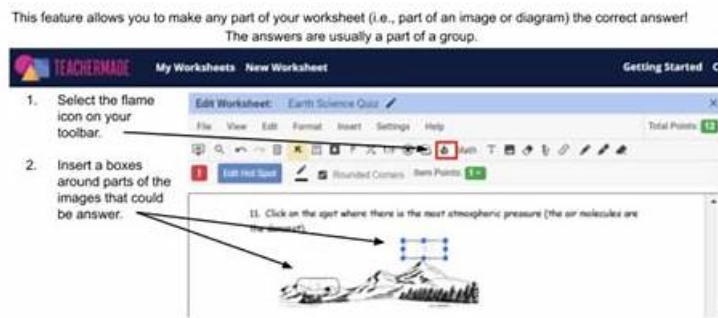 This feature allows you to make any part of your worksheet (i.e., part of an image or diagram) the correct answer!
The answers are usually a part of a group.
TEACHERMADE My Worksheets New Worksheet Getting Started
1. Select the flame
icon on your
toolbar.
Edit Worksheet: Earth Science Quiz
File View Edit Format Insert Settings Help Total Points: 12
Math T
Edit Hot Spot Rounded Corners Item Points: 1
2. Insert a boxes
around parts of the
images that could
be answer.
11. Click on the spot where there is the most atmospheric pressure (the air molecules are
the densest).